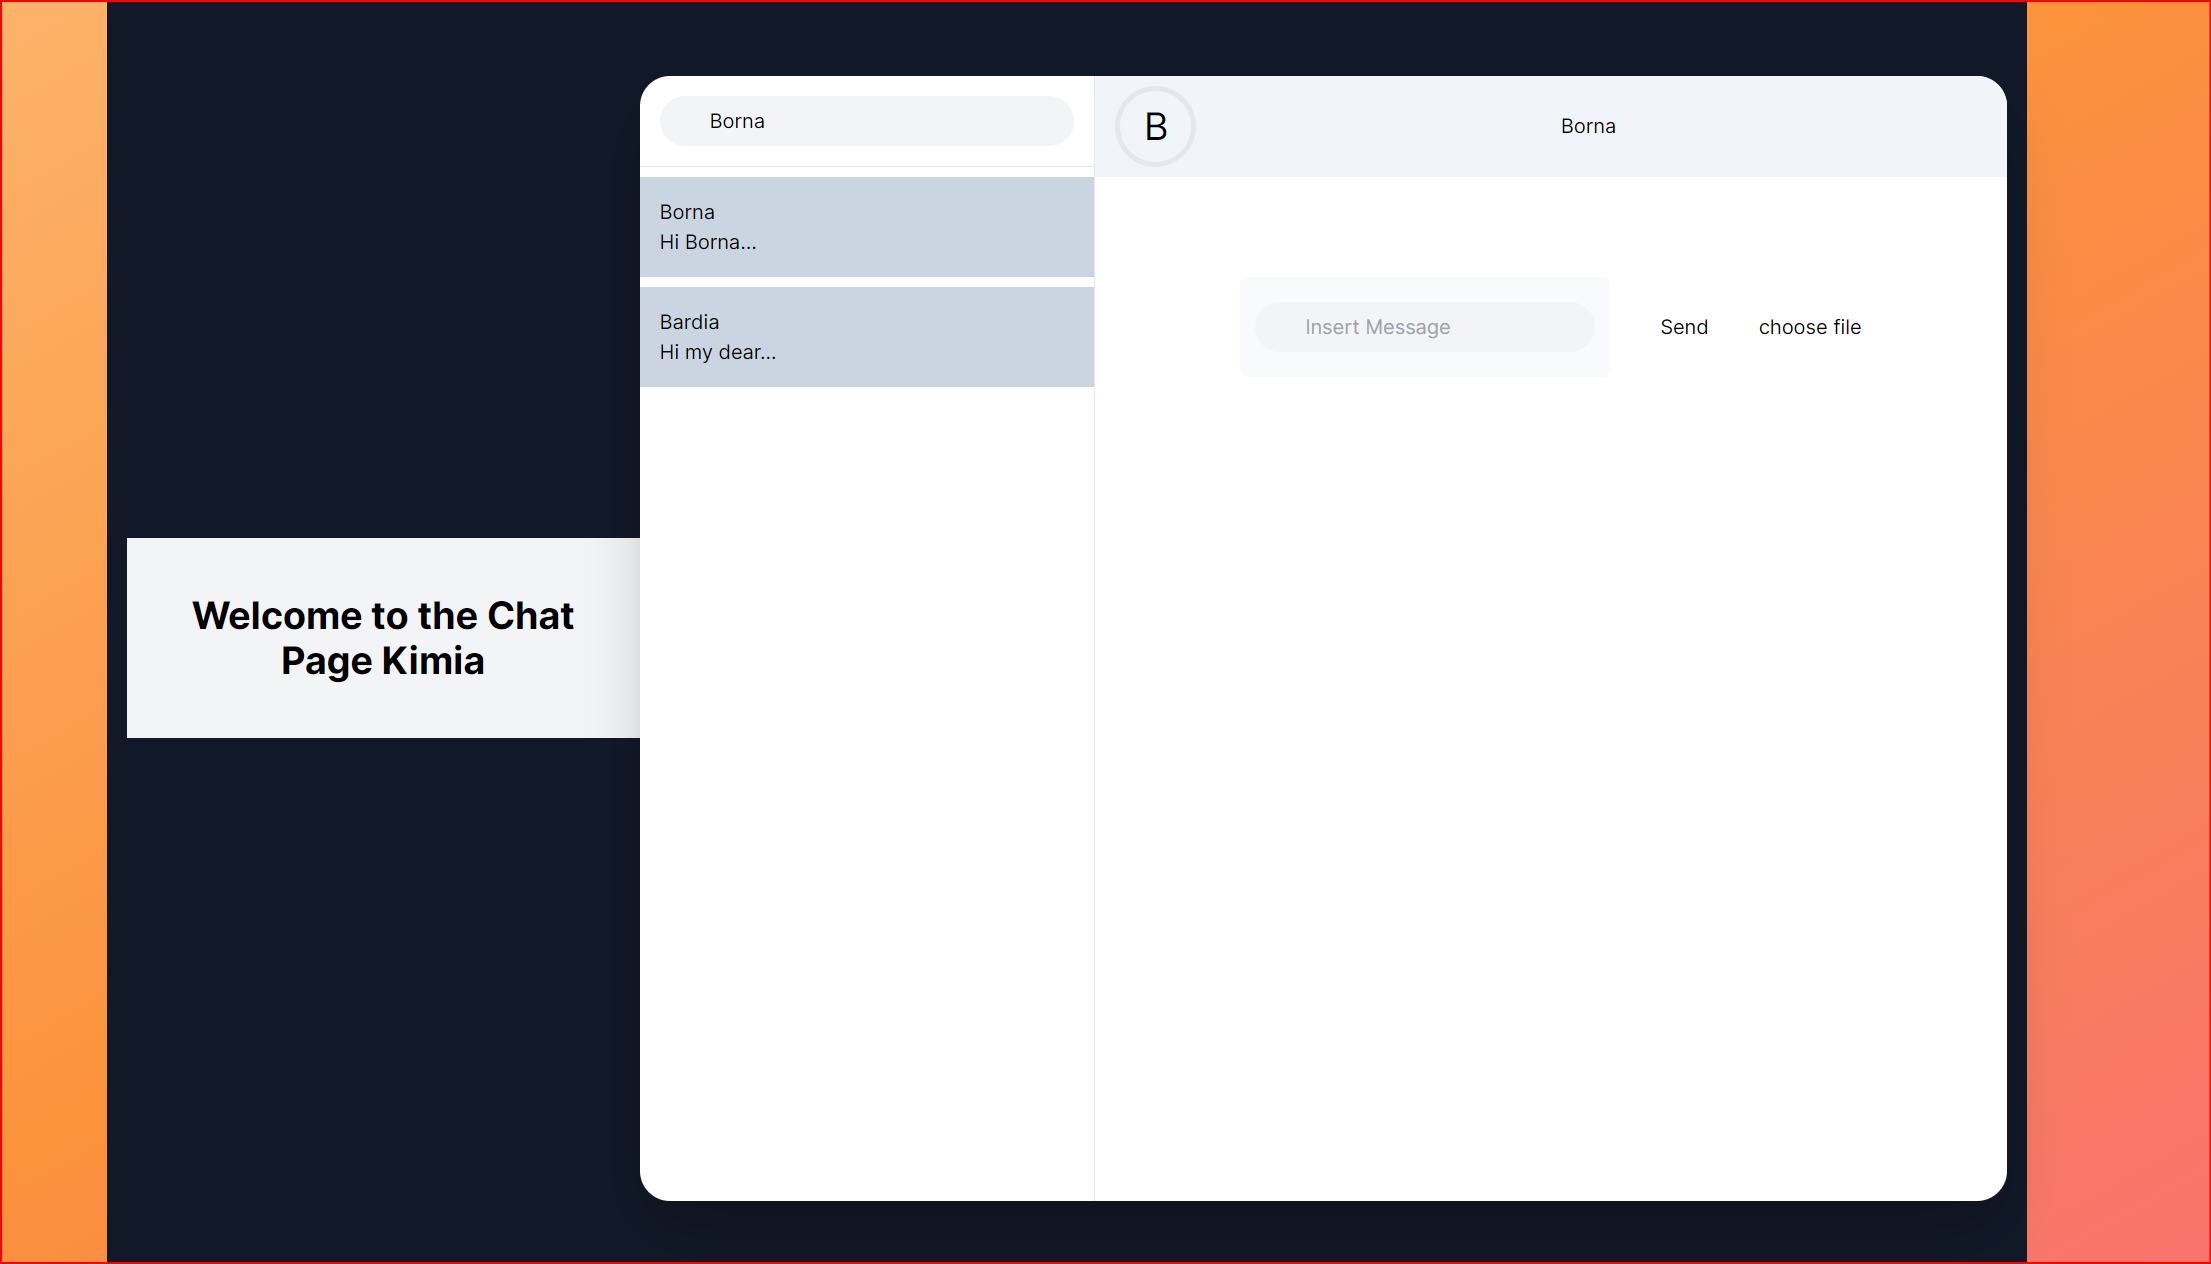 Borna
B
Borna
Borna
Hi Borna...
Bardia
Hi my dear...
Insert Message
Send
choose file
Welcome to the Chat
Page Kimia